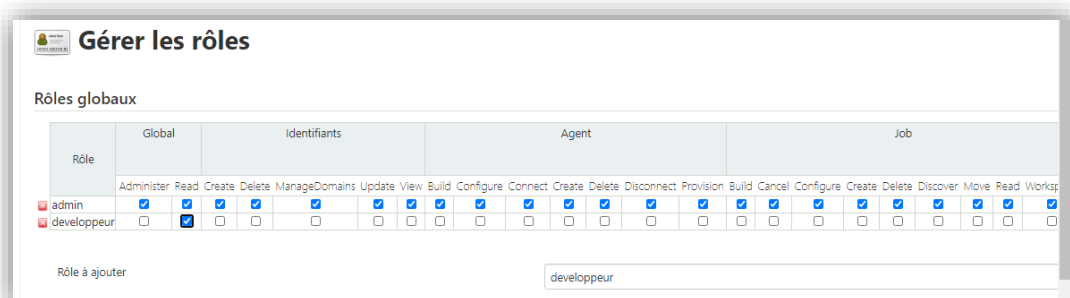 Gérer les rôles
Rôles globaux
Rôle Global Identifiants Agent Job
Administer Read Create Delete ManageDomains Update View Build Configure Connect Create Delete Disconnect Provision Build Cancel Configure Create Delete Discover Move Read Worksp
admin
developpeur
Rôle à ajouter developpeur